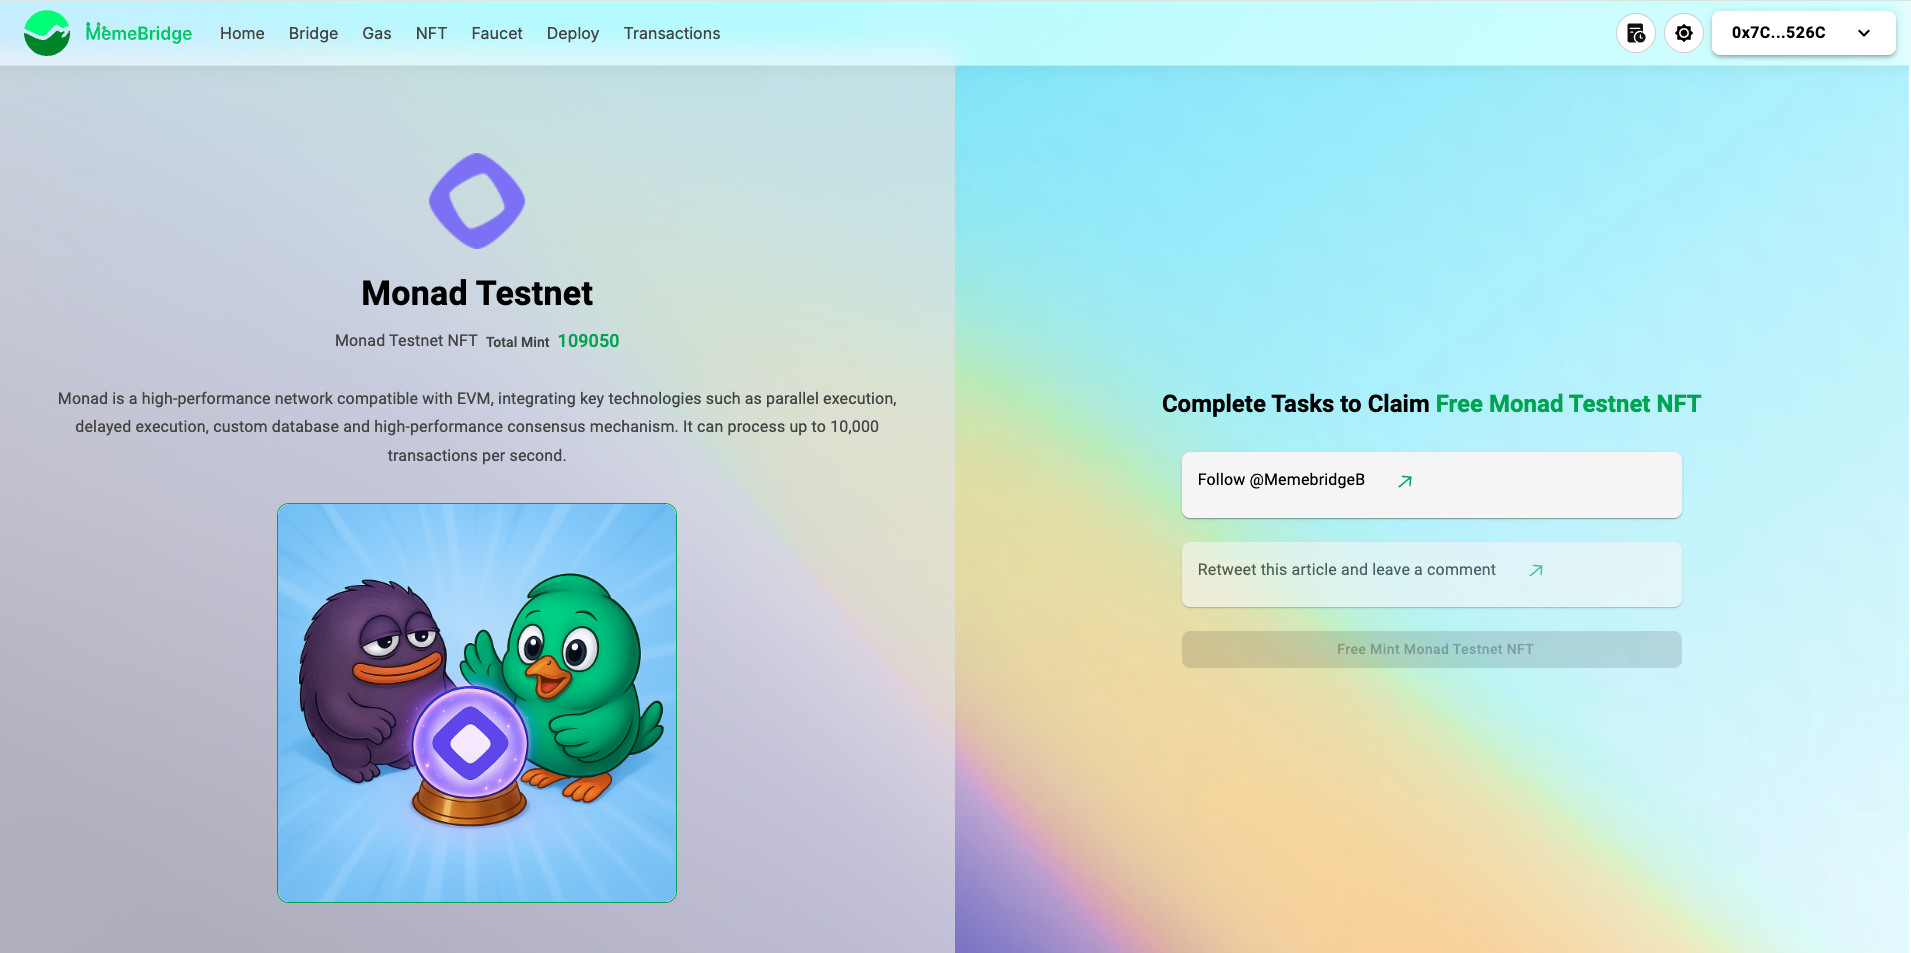 MemeBridge
Home Bridge Gas NFT Faucet Deploy Transactions
0x7C...526C
Monad Testnet
Monad Testnet NFT Total Mint 109050
Monad is a high-performance network compatible with EVM, integrating key technologies such as parallel execution,
delayed execution, custom database and high-performance consensus mechanism. It can process up to 10,000
transactions per second.
Complete Tasks to Claim Free Monad Testnet NFT
Follow @MemebridgeB
Retweet this article and leave a comment
Free Mint Monad Testnet NFT